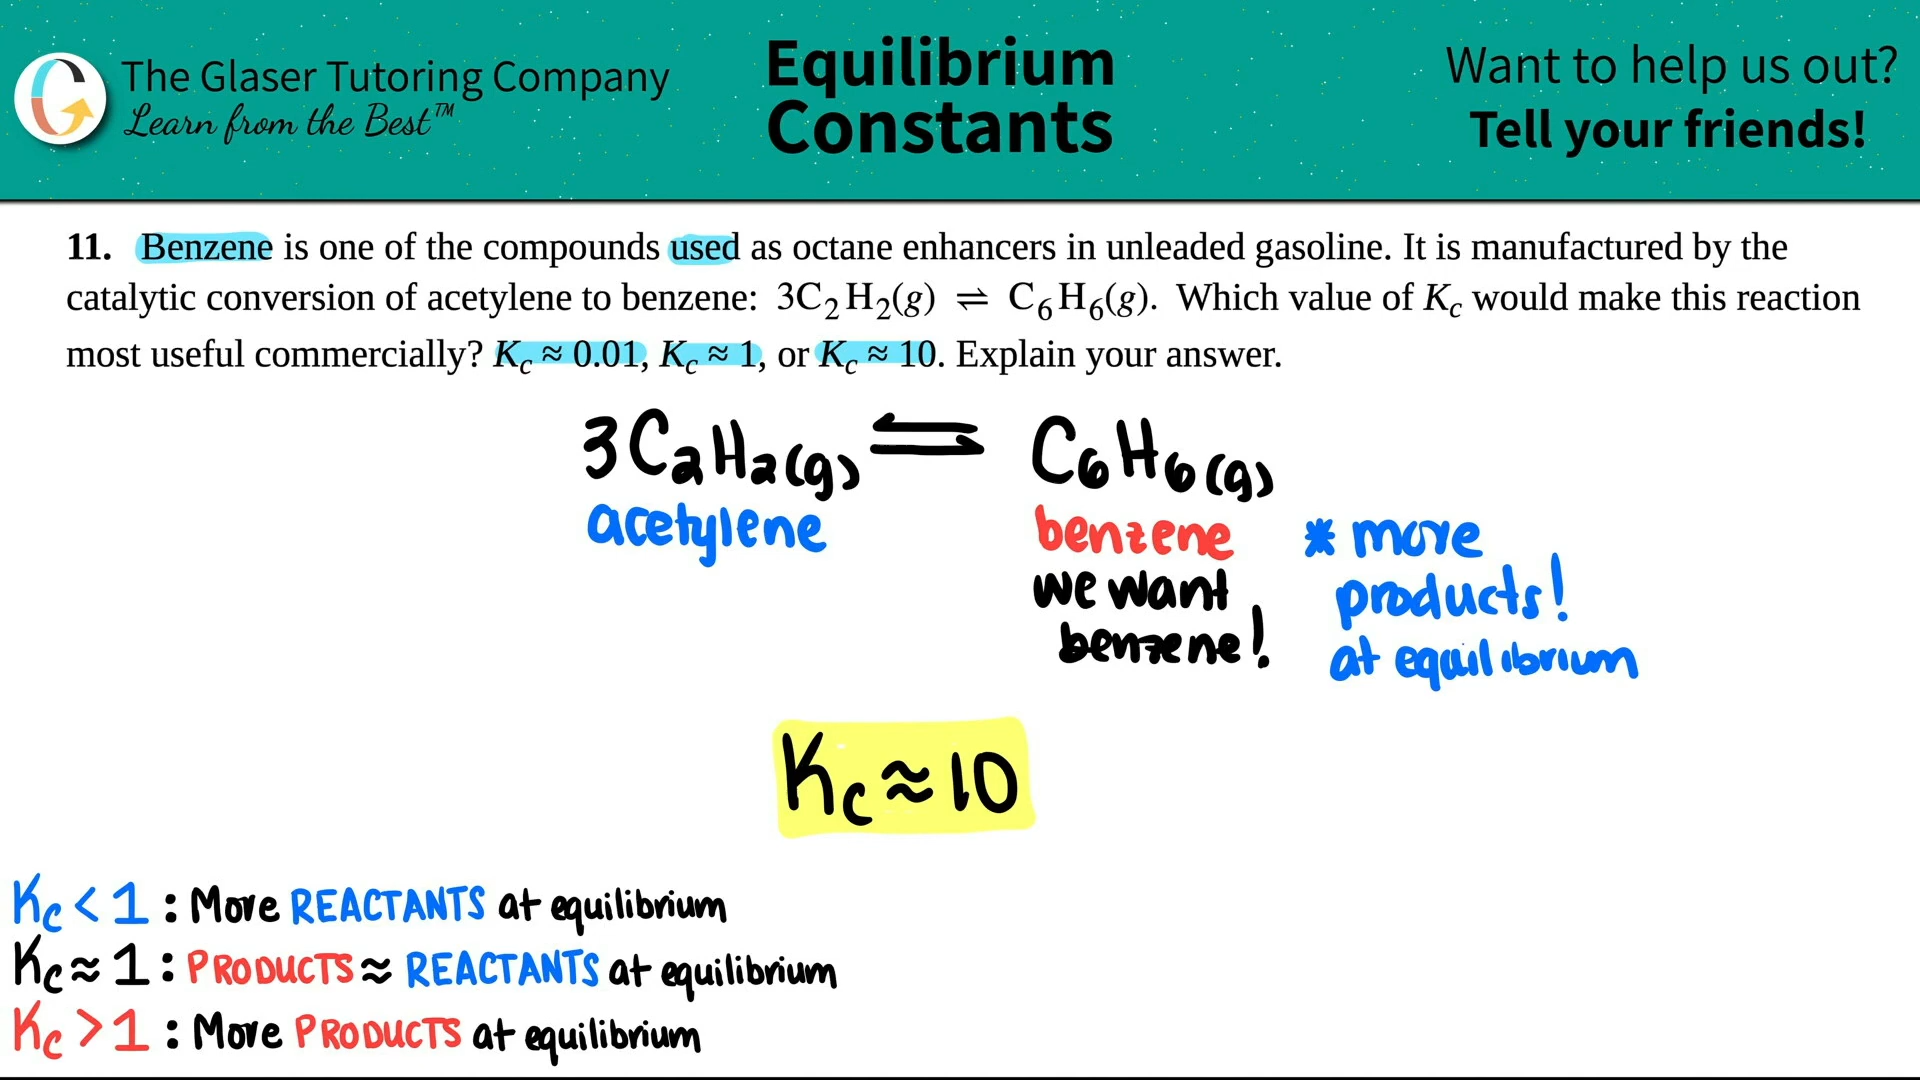 The Glaser Tutoring Company
Learn from the Best™
Equilibrium
Constants
Want to help us out?
Tell your friends!
11. Benzene is one of the compounds used as octane enhancers in unleaded gasoline. It is manufactured by the
catalytic conversion of acetylene to benzene: 3C₂H₂(g) ⇌ C₆H₆(g). Which value of Kc would make this reaction
most useful commercially? Kc ≈ 0.01, Kc ≈ 1, or Kc ≈ 10. Explain your answer.
3C₂H₂(g) ⇌ C₆H₆(g)
acetylene
benzene
we want
benzene!
* more
products!
at equilibrium
Kc ≈ 10
Kc < 1 : More REACTANTS at equilibrium
Kc ≈ 1 : PRODUCTS ≈ REACTANTS at equilibrium
Kc > 1 : More PRODUCTS at equilibrium